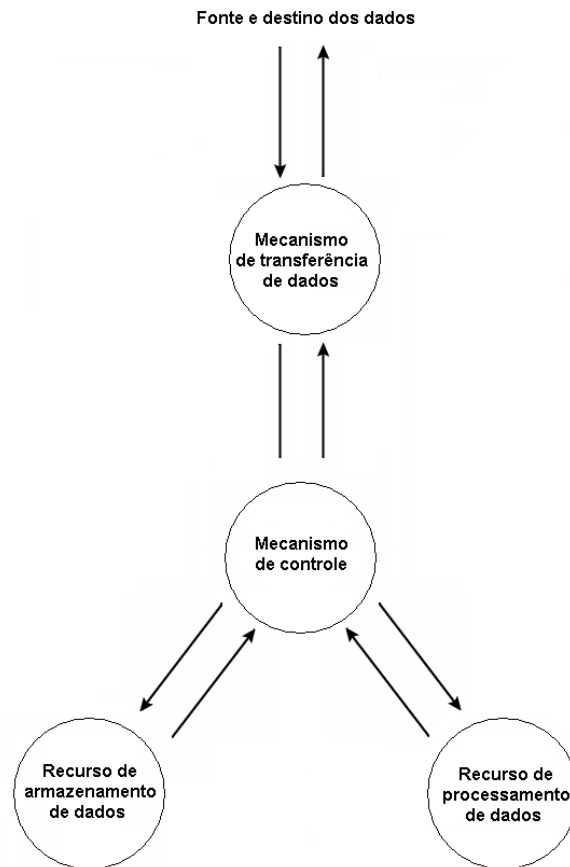 Fonte e destino dos dados
Mecanismo
de transferência
de dados
Mecanismo
de controle
Recurso de
armazenamento
de dados
Recurso de
processamento
de dados